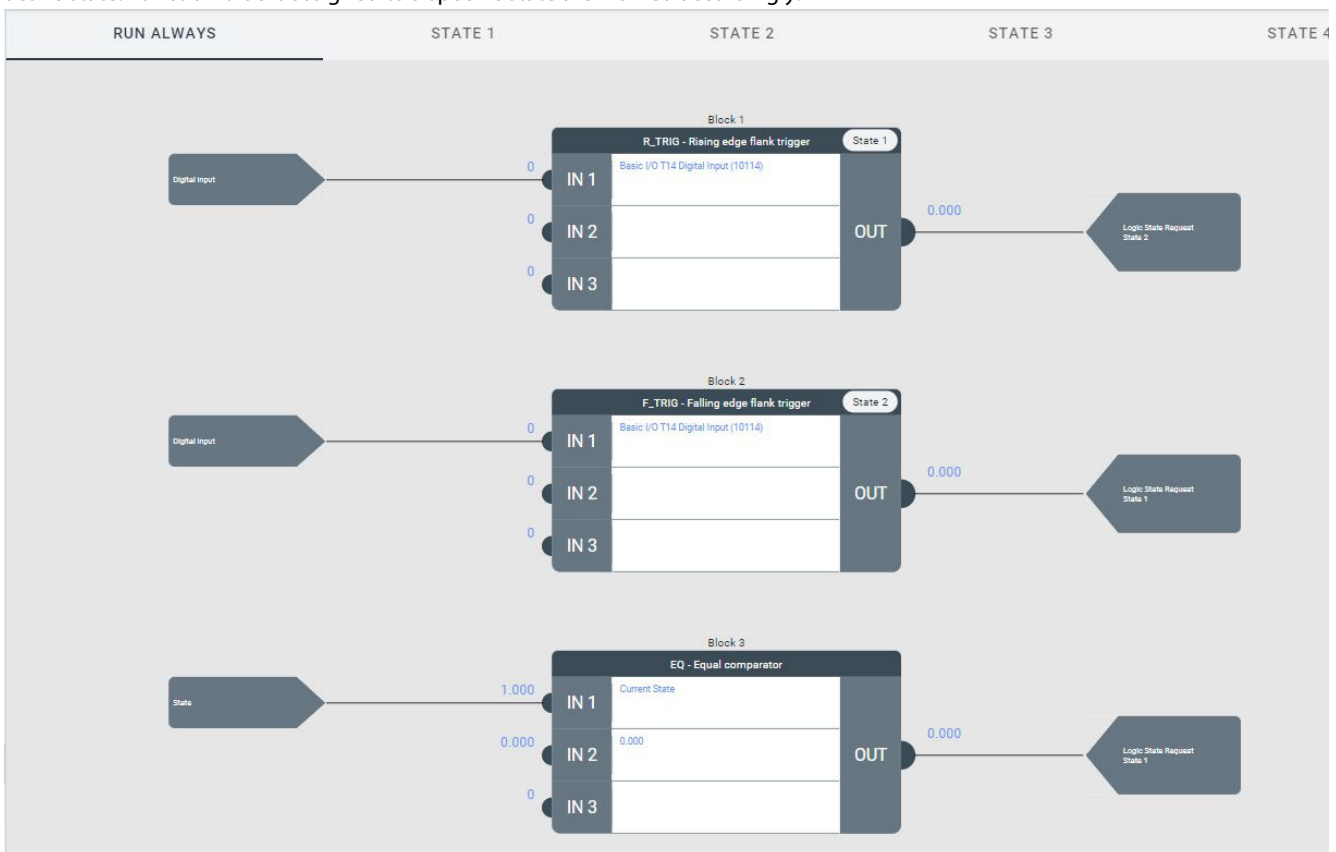 RUN ALWAYS STATE 1 STATE 2 STATE 3 STATE 4
Block 1
R_TRIG - Rising edge flank trigger State 1
Digital Input
0 IN 1 Basic I/O T14 Digital Input (10114)
0 IN 2
0 IN 3
OUT 0.000
Logic State Request
State 2
Block 2
F_TRIG - Falling edge flank trigger State 2
Digital Input
0 IN 1 Basic I/O T14 Digital Input (10114)
0 IN 2
0 IN 3
OUT 0.000
Logic State Request
State 1
Block 3
EQ - Equal comparator
State
1.000 IN 1 Current State
0.000 IN 2 0.000
0 IN 3
OUT 0.000
Logic State Request
State 1